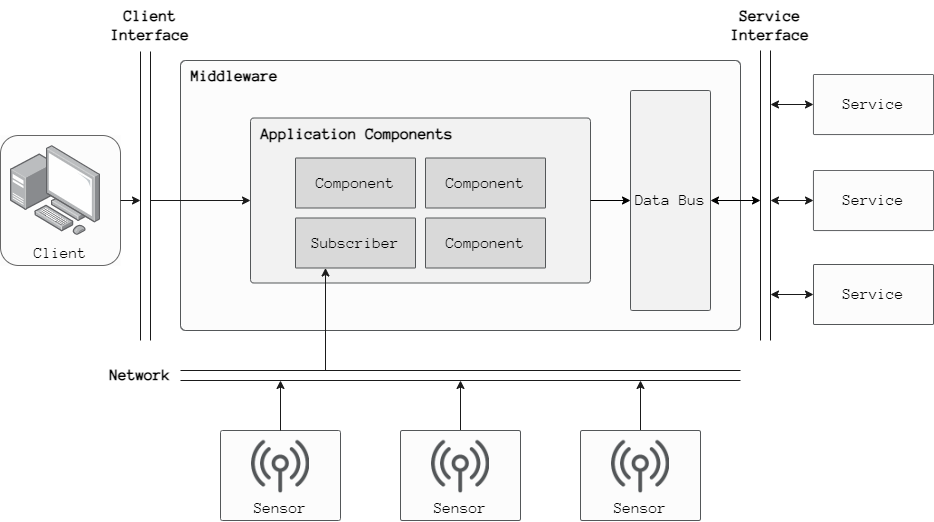 Client
Interface
Service
Interface
Middleware
Service
Application Components
Component
Component
Client
Data Bus
Service
Subscriber
Component
Service
Network
Sensor
Sensor
Sensor